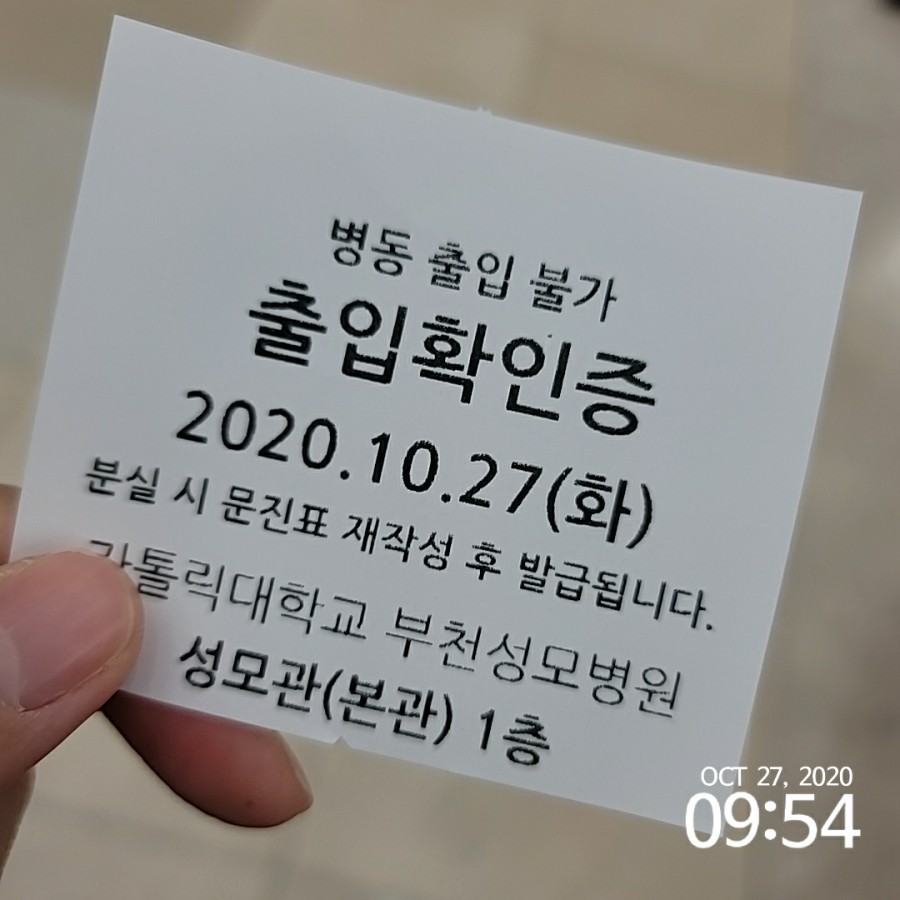 병동 출입 불가
출입확인증
2020.10.27(화)
분실 시 문진표 재작성 후 발급됩니다.
가톨릭대학교 부천성모병원
성모관(본관) 1층
OCT 27, 2020
09:54